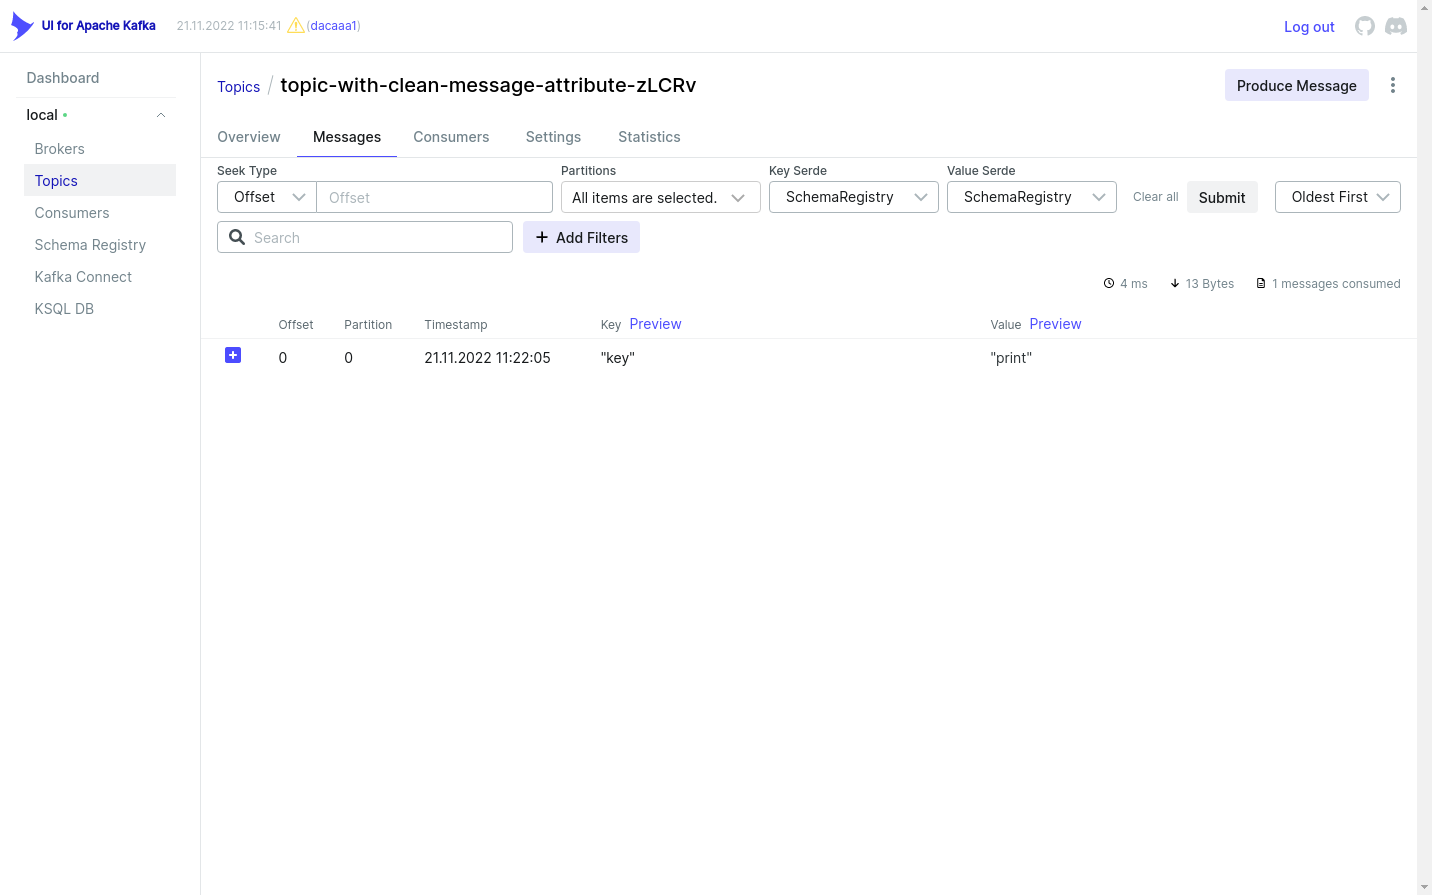 UI for Apache Kafka 21.11.2022 11:15:41 (dacaaa1) Log out
Dashboard
local
Brokers
Topics
Consumers
Schema Registry
Kafka Connect
KSQL DB
Topics / topic-with-clean-message-attribute-zLCRv Produce Message
Overview Messages Consumers Settings Statistics
Seek Type Partitions Key Serde Value Serde
Offset Offset All items are selected. SchemaRegistry SchemaRegistry Clear all Submit Oldest First
Search Add Filters
4 ms 13 Bytes 1 messages consumed
Offset Partition Timestamp Key Preview Value Preview
0 0 21.11.2022 11:22:05 "key" "print"